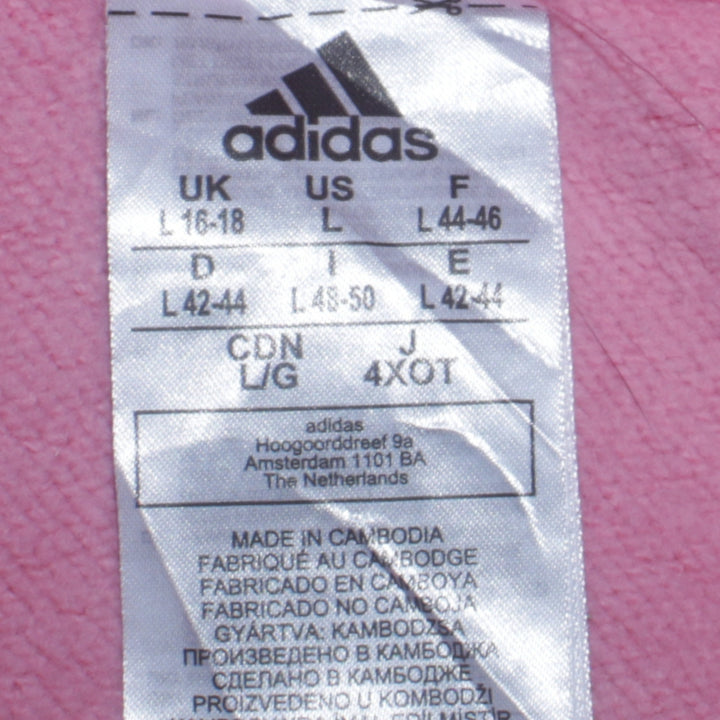 adidas
UK US F
L 16-18 L L 44-46
D I E
L 42-44 L 48-50 L 42-44
CDN J
L/G 4XOT
adidas
Hoogoorddreef 9a
Amsterdam 1101 BA
The Netherlands
MADE IN CAMBODIA
FABRIQUÉ AU CAMBODGE
FABRICADO EN CAMBOYA
FABRICADO NO CAMBOJA
GYÁRTVA: KAMBODZSA
ПРОИЗВЕДЕНО В КАМБОДЖА
СДЕЛАНО В КАМБОДЖЕ
PROIZVEDENO U KOMBODŽI